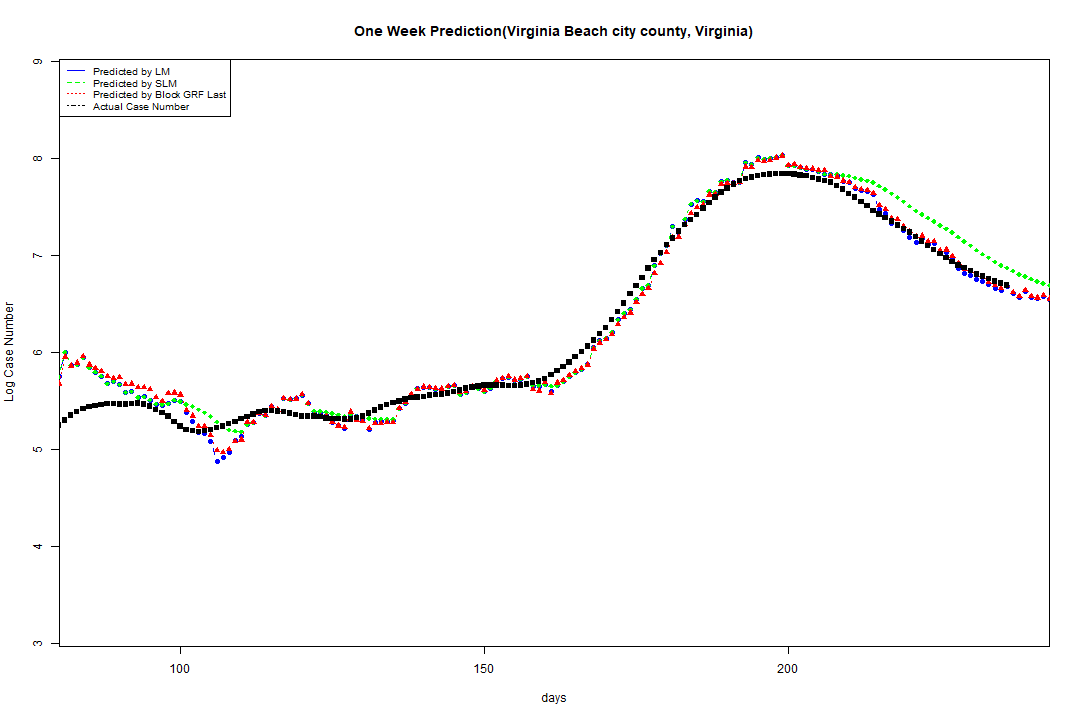 One Week Prediction(Virginia Beach city county, Virginia)
Predicted by LM
Predicted by SLM
Predicted by Block GRF Last
Actual Case Number
Log Case Number
9
8
7
6
5
4
3
100 150 200
days